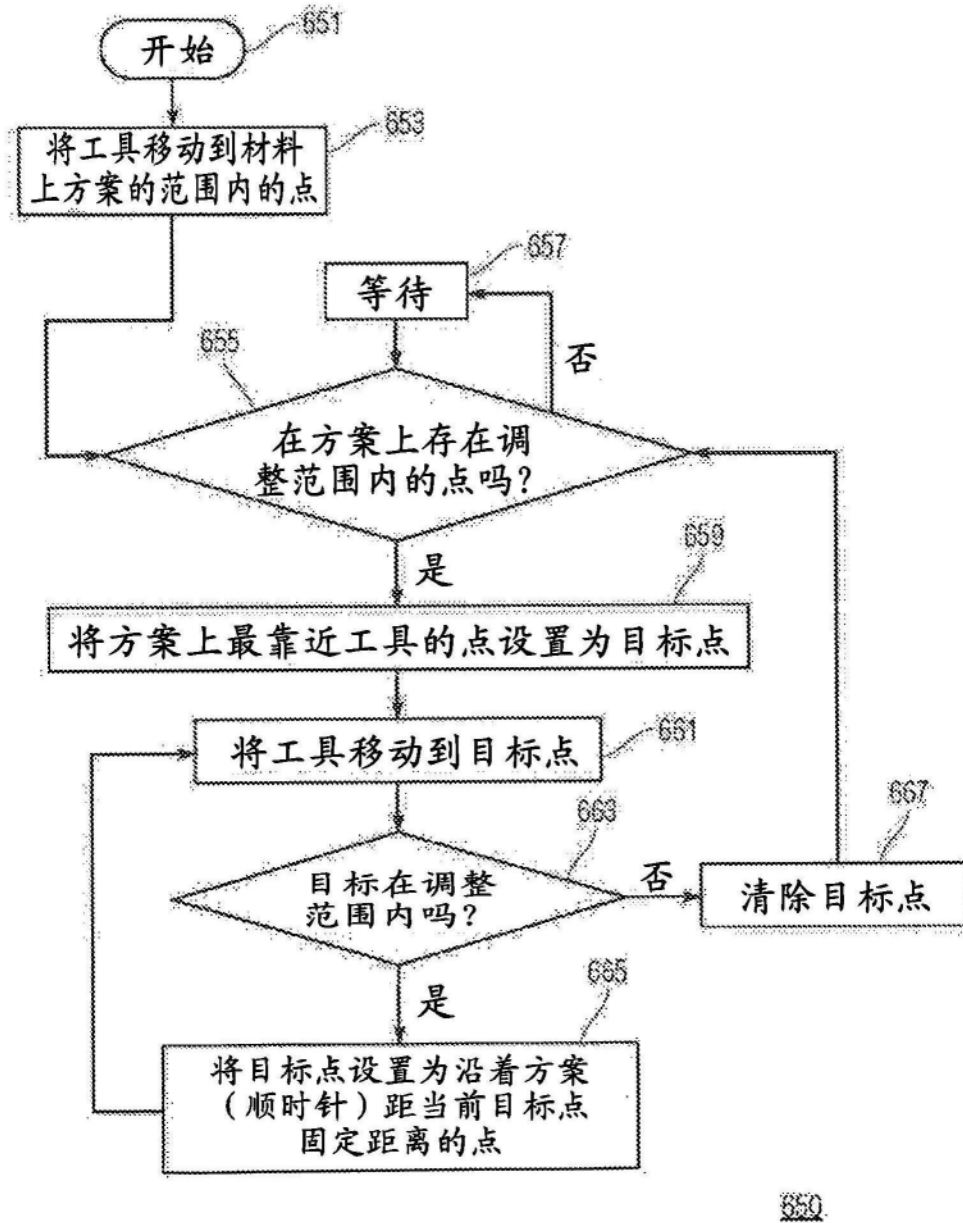 651
开始
653
将工具移动到材料
上方案的范围内的点
657
等待
655
否
在方案上存在调
整范围内的点吗?
是
659
将方案上最靠近工具的点设置为目标点
661
将工具移动到目标点
663
目标在调整
范围内吗?
否
667
清除目标点
是
665
将目标点设置为沿着方案
(顺时针)距当前目标点
固定距离的点
650